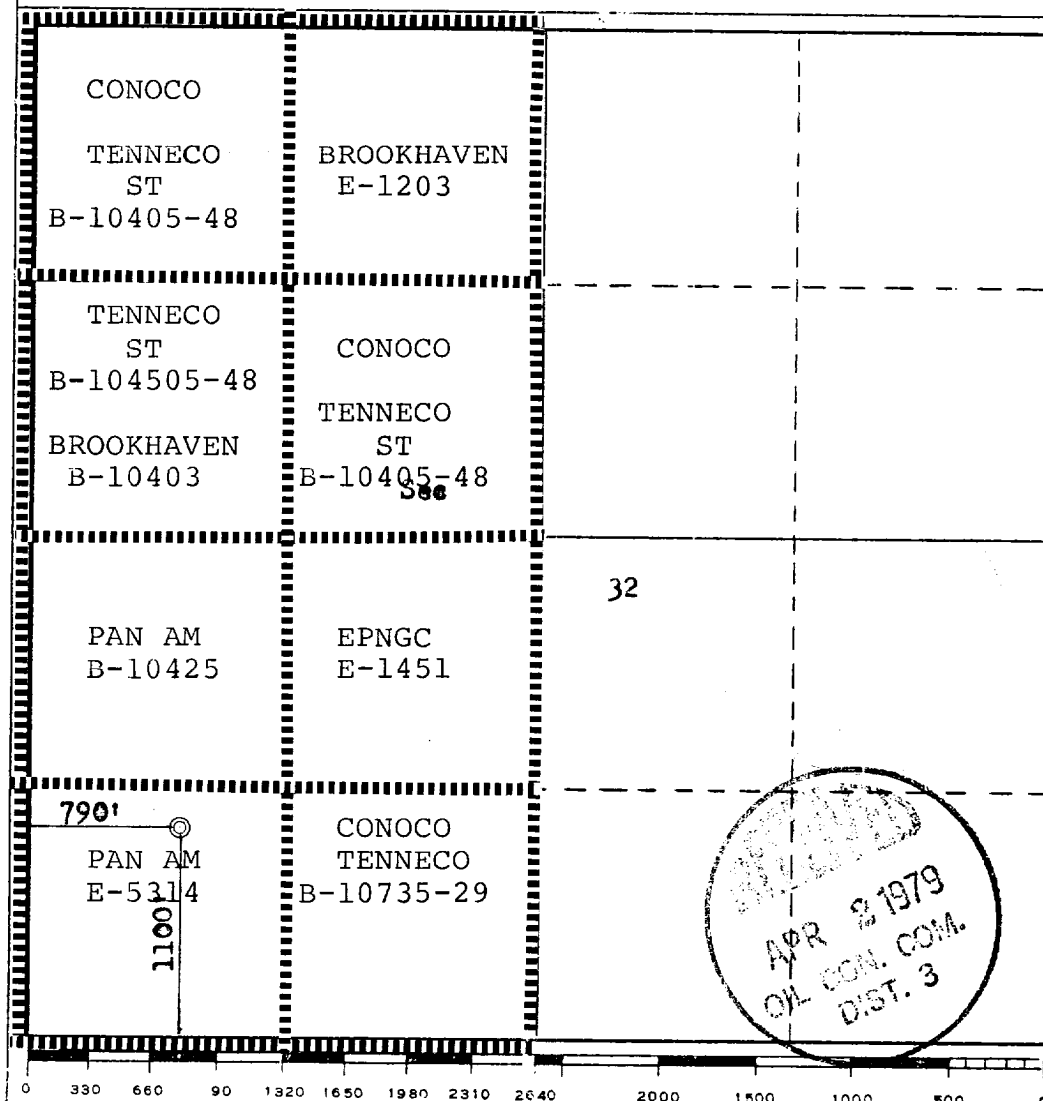 CONOCO
TENNECO
ST
B-10405-48
BROOKHAVEN
E-1203
TENNECO
ST
B-104505-48
BROOKHAVEN
B-10403
CONOCO
TENNECO
ST
B-10405-48
Sec
32
PAN AM
B-10425
EPNGC
E-1451
790'
PAN AM
E-5314
1100'
CONOCO
TENNECO
B-10735-29
APR 2 1979
OIL CON. COM.
DIST. 3
0 330 660 90 1320 1650 1980 2310 2640 2000 1500 1000 500